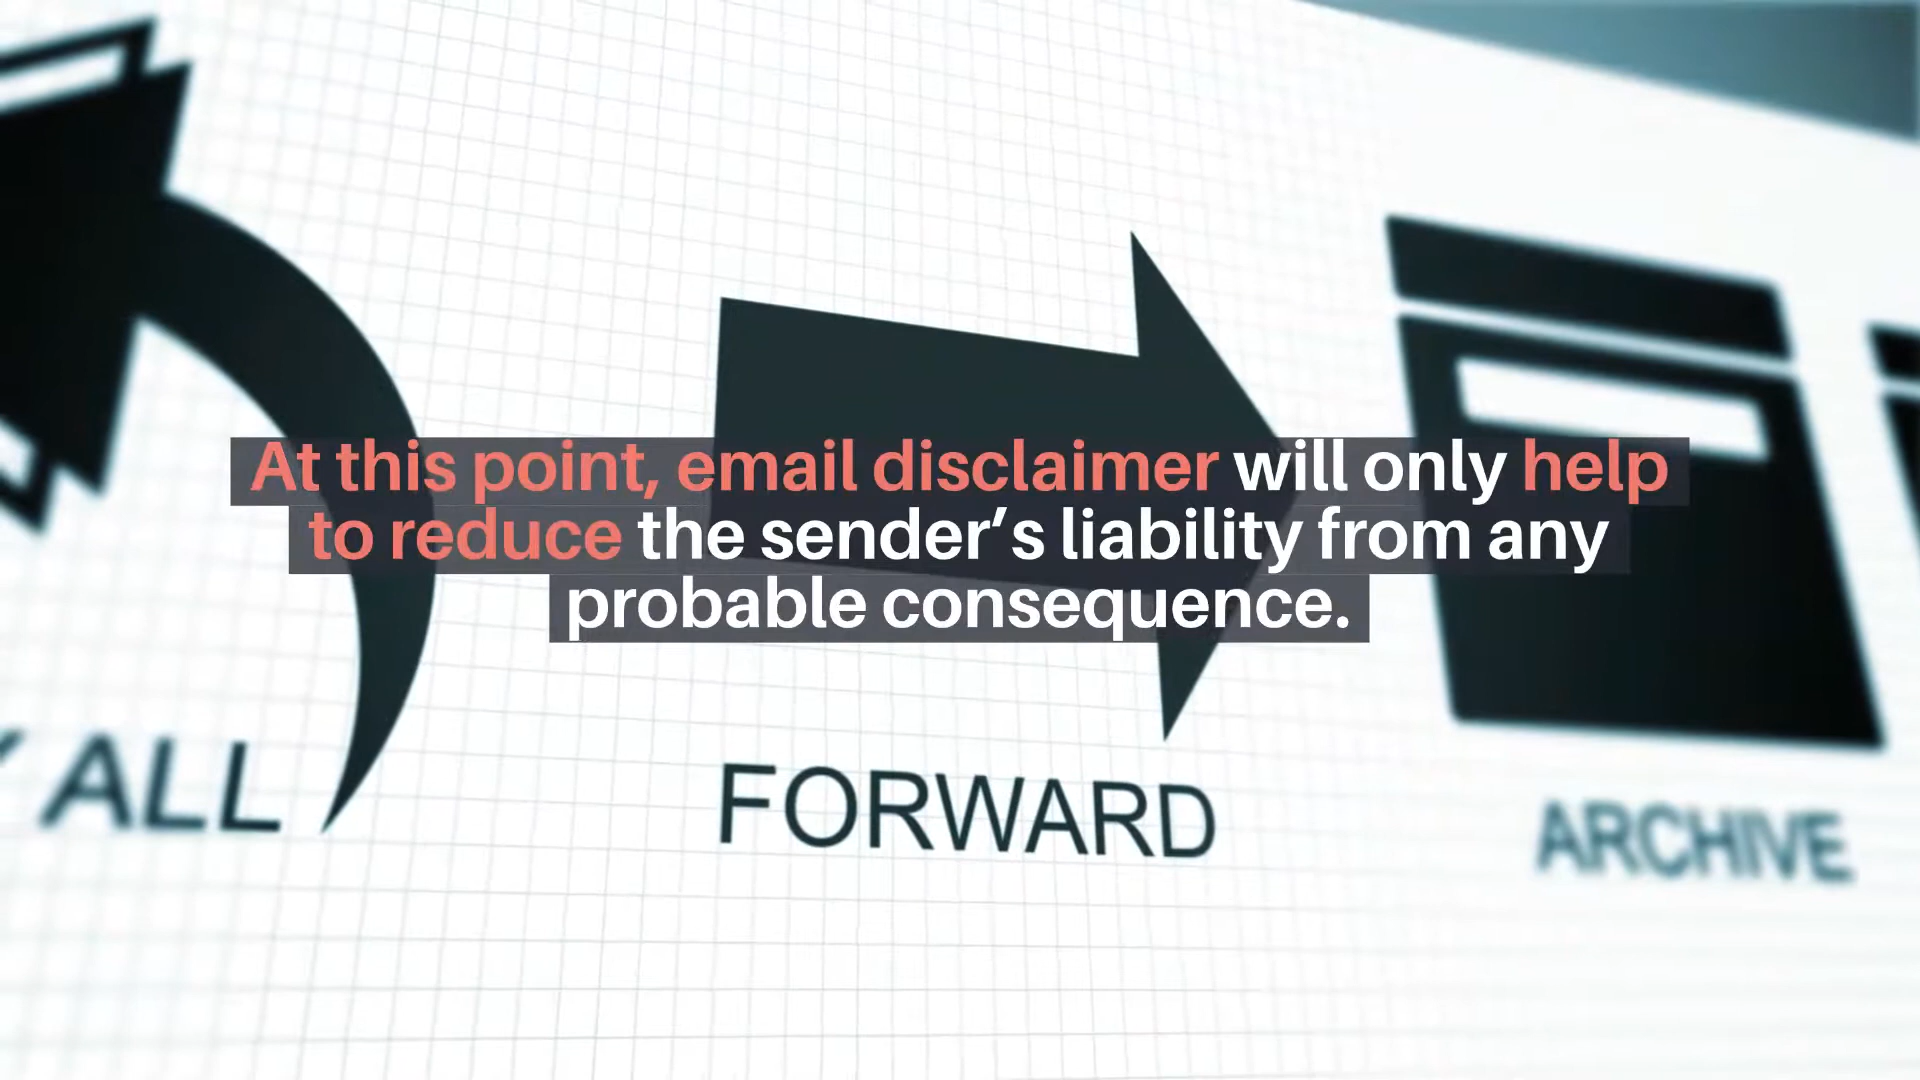 At this point, email disclaimer will only help
to reduce the sender’s liability from any
probable consequence.
ALL
FORWARD
ARCHIVE